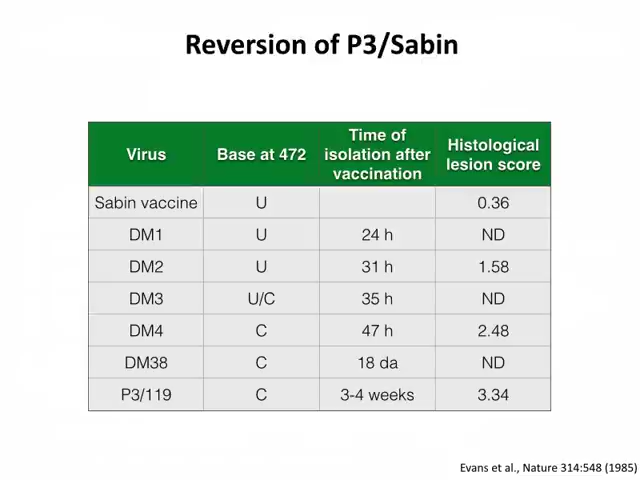 Reversion of P3/Sabin
Virus Base at 472 Time of isolation after vaccination Histological lesion score
Sabin vaccine U 0.36
DM1 U 24 h ND
DM2 U 31 h 1.58
DM3 U/C 35 h ND
DM4 C 47 h 2.48
DM38 C 18 da ND
P3/119 C 3-4 weeks 3.34
Evans et al., Nature 314:548 (1985)